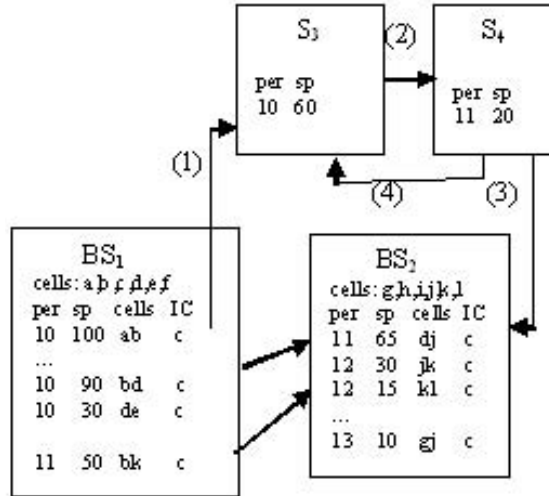 S3
per sp
10 60
(2)
S4
per sp
11 20
(1)
(4)
(3)
BS1
cells: a,b,c,d,e,f
per sp cells IC
10 100 ab c
...
10 90 bd c
10 30 de c
...
11 50 bk c
BS2
cells: g,h,i,j,k,l
per sp cells IC
11 65 dj c
12 30 jk c
12 15 kl c
...
13 10 gj c